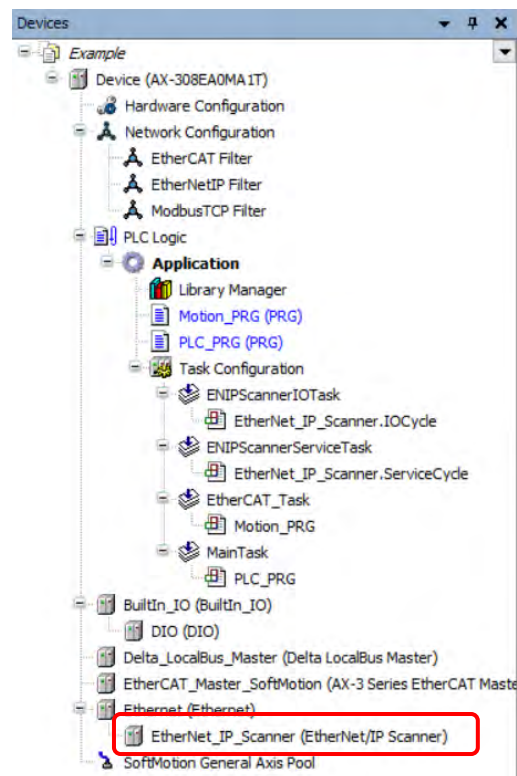 Devices
Example
Device (AX-308EA0MA1T)
Hardware Configuration
Network Configuration
EtherCAT Filter
EtherNetIP Filter
ModbusTCP Filter
PLC Logic
Application
Library Manager
Motion_PRG (PRG)
PLC_PRG (PRG)
Task Configuration
ENIPScannerIOTask
EtherNet_IP_Scanner.IOCycle
ENIPScannerServiceTask
EtherNet_IP_Scanner.ServiceCycle
EtherCAT_Task
Motion_PRG
MainTask
PLC_PRG
BuiltIn_IO (BuiltIn_IO)
DIO (DIO)
Delta_LocalBus_Master (Delta LocalBus Master)
EtherCAT_Master_SoftMotion (AX-3 Series EtherCAT Maste
Ethernet (Ethernet)
EtherNet_IP_Scanner (EtherNet/IP Scanner)
SoftMotion General Axis Pool